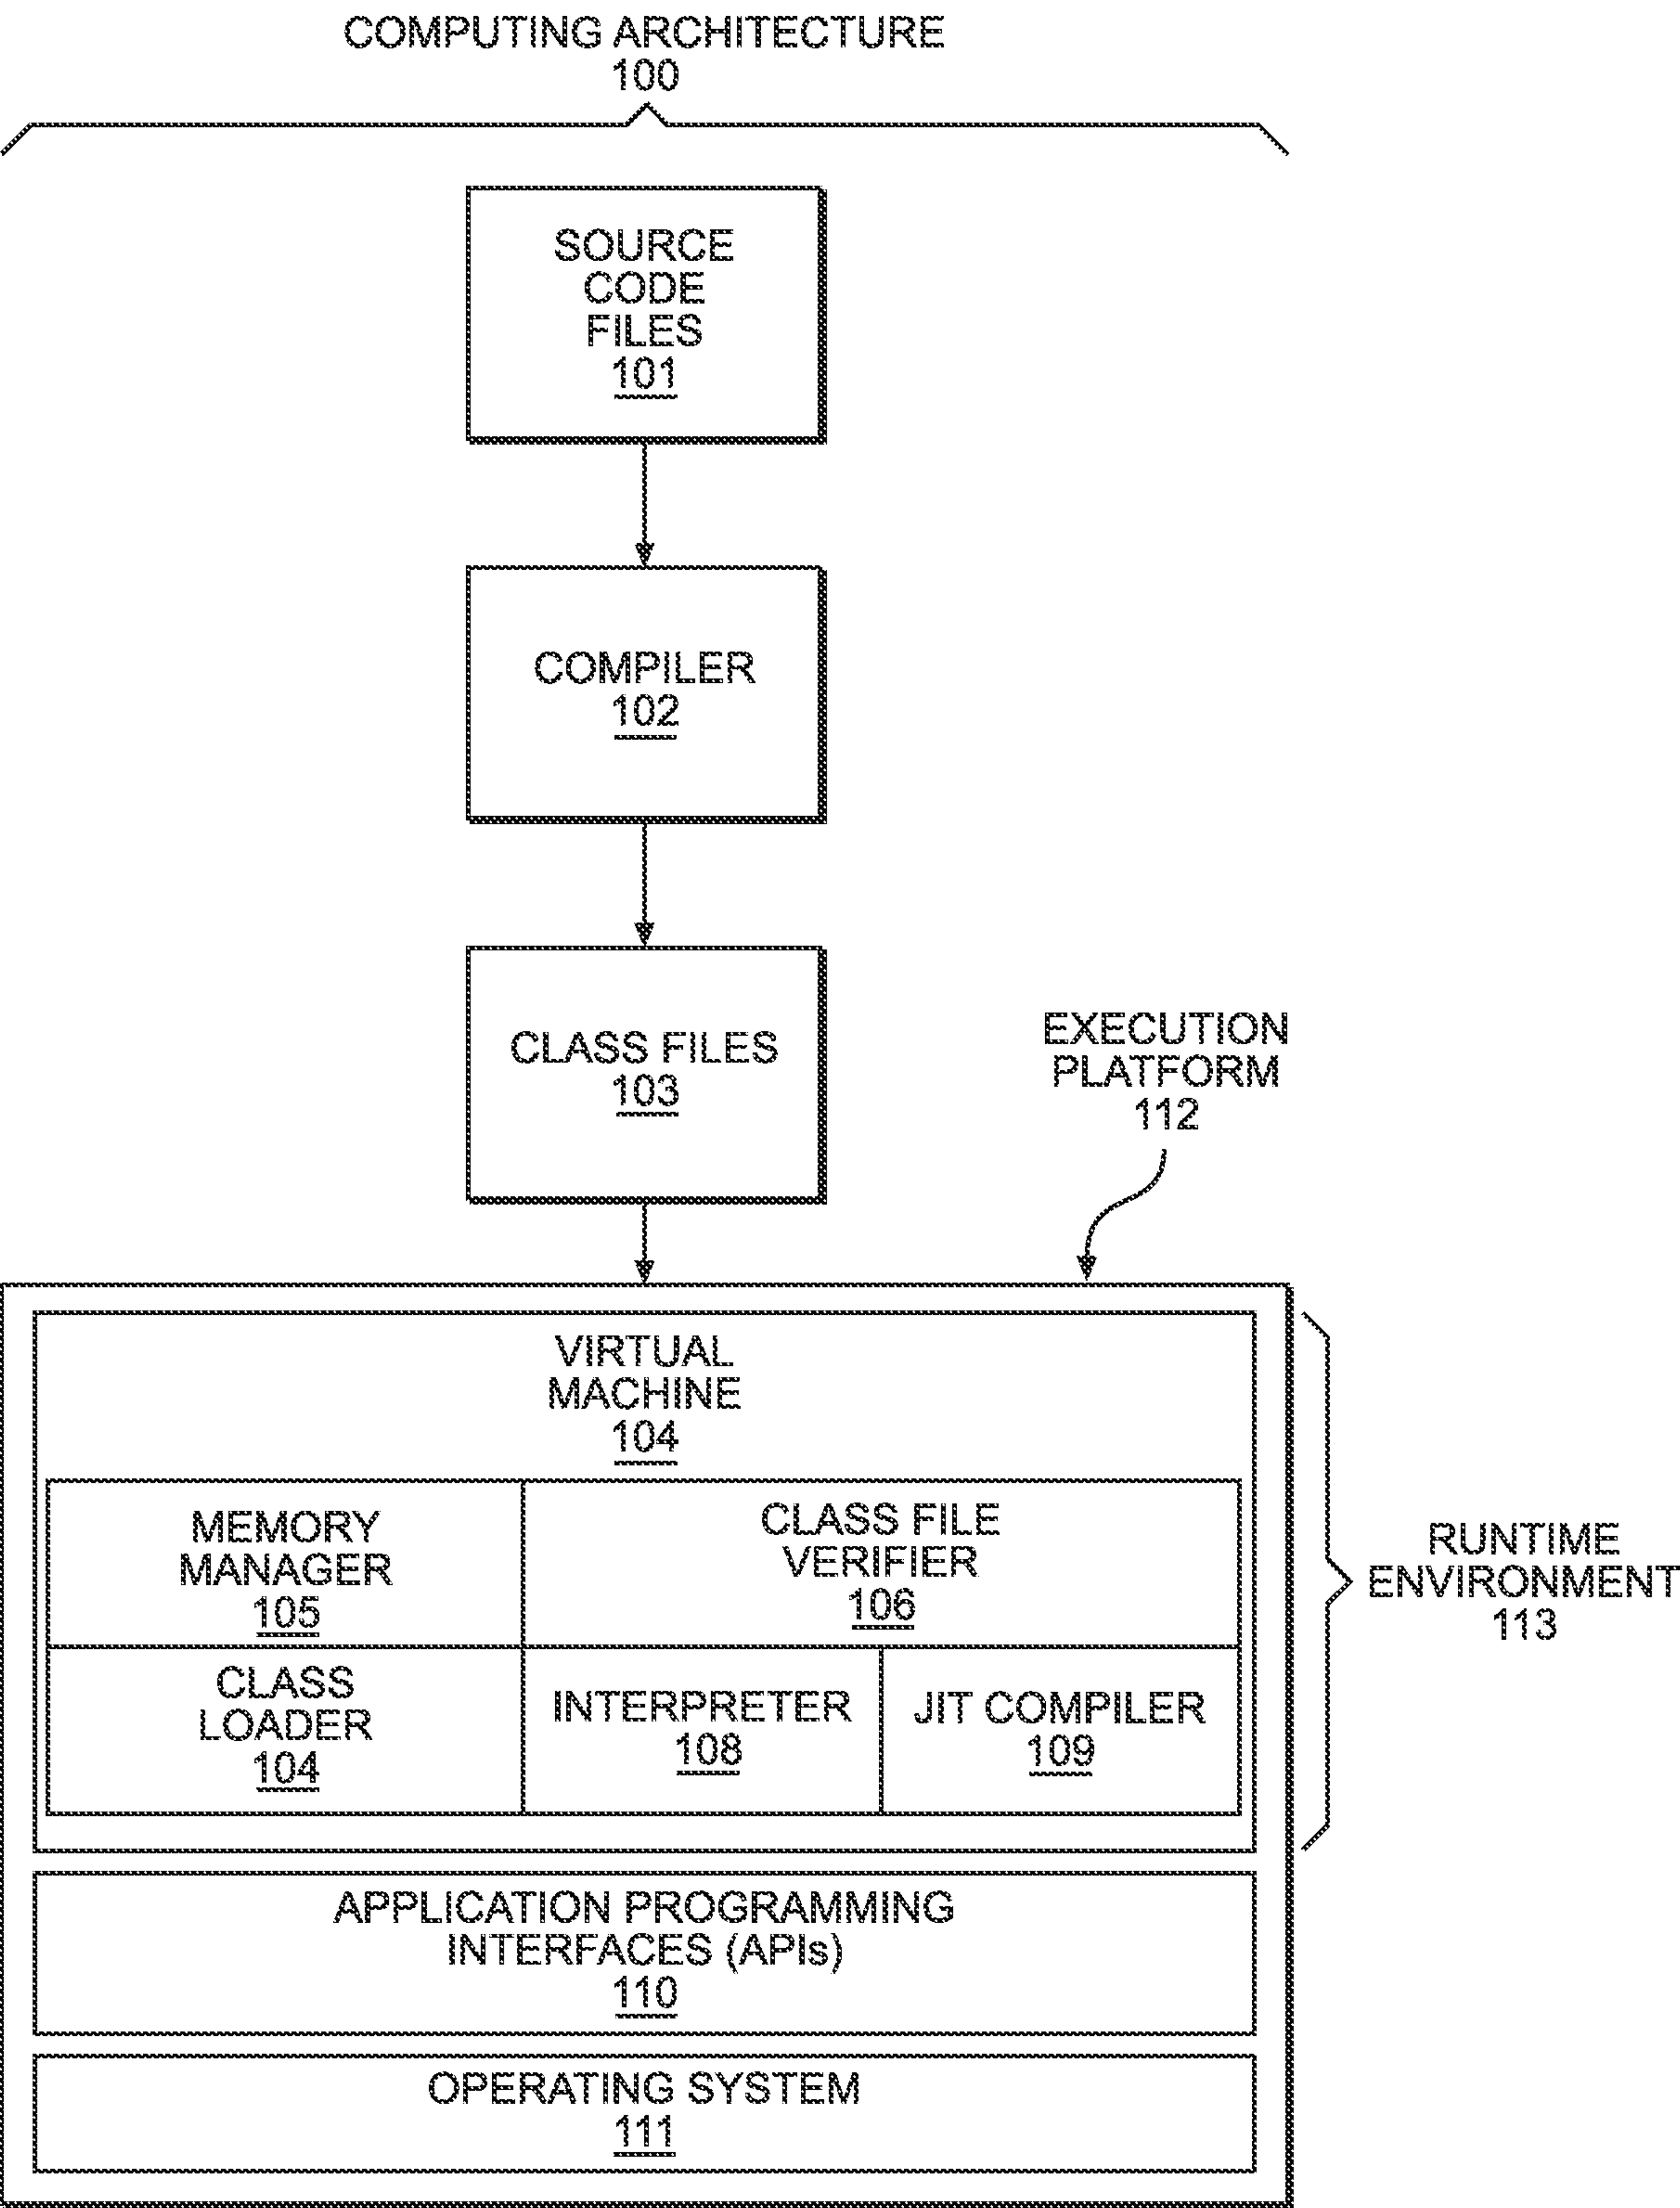 COMPUTING ARCHITECTURE
100
SOURCE
CODE
FILES
101
COMPILER
102
CLASS FILES
103
EXECUTION
PLATFORM
112
VIRTUAL
MACHINE
104
MEMORY
MANAGER
105
CLASS FILE
VERIFIER
106
CLASS
LOADER
104
INTERPRETER
108
JIT COMPILER
109
RUNTIME
ENVIRONMENT
113
APPLICATION PROGRAMMING
INTERFACES (APIs)
110
OPERATING SYSTEM
111